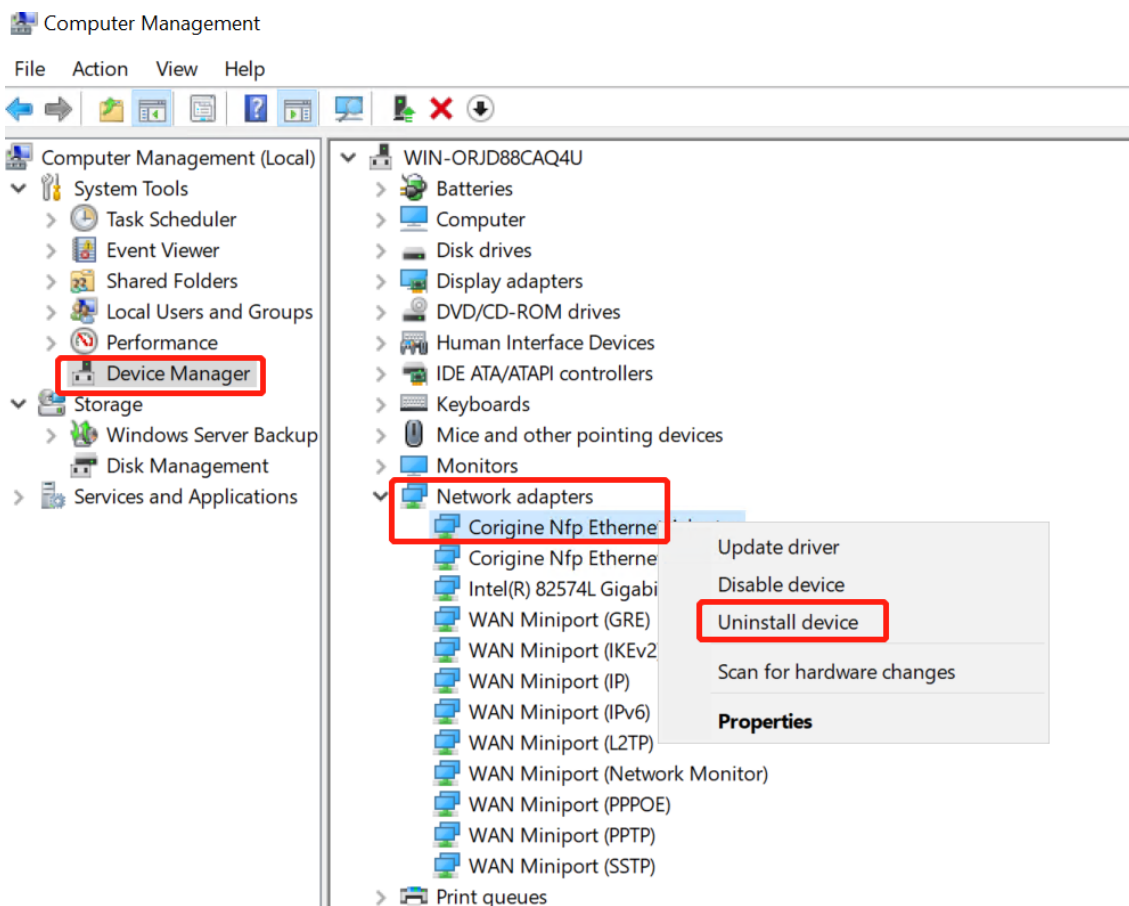 Computer Management
File Action View Help
Computer Management (Local)
System Tools
Task Scheduler
Event Viewer
Shared Folders
Local Users and Groups
Performance
Device Manager
Storage
Windows Server Backup
Disk Management
Services and Applications
WIN-ORJD88CAQ4U
Batteries
Computer
Disk drives
Display adapters
DVD/CD-ROM drives
Human Interface Devices
IDE ATA/ATAPI controllers
Keyboards
Mice and other pointing devices
Monitors
Network adapters
Corigine Nfp Etherne
Corigine Nfp Etherne
Intel(R) 82574L Gigabi
WAN Miniport (GRE)
WAN Miniport (IKEv2
WAN Miniport (IP)
WAN Miniport (IPv6)
WAN Miniport (L2TP)
WAN Miniport (Network Monitor)
WAN Miniport (PPPOE)
WAN Miniport (PPTP)
WAN Miniport (SSTP)
Print queues
Update driver
Disable device
Uninstall device
Scan for hardware changes
Properties